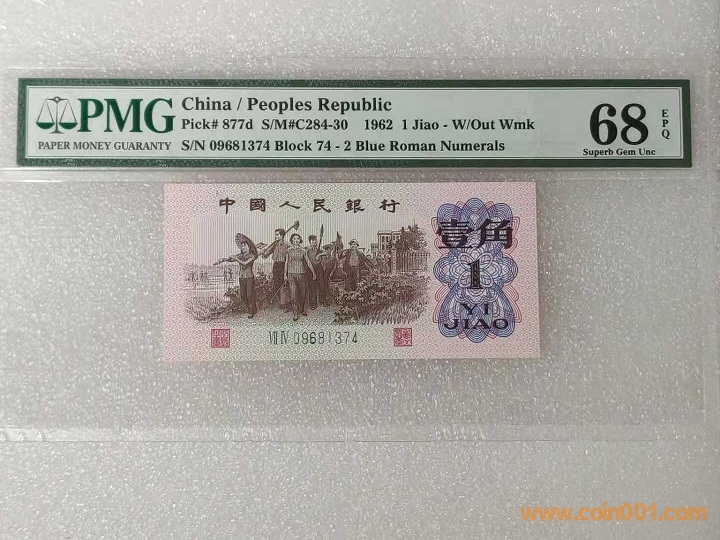 PMG
PAPER MONEY GUARANTY
China / Peoples Republic
Pick# 877d S/M#C284-30 1962 1 Jiao - W/Out Wmk
S/N 09681374 Block 74 - 2 Blue Roman Numerals
68
EPQ
Superb Gem Unc
中國人民銀行
壹角
1
YI
JIAO
VII IV 09681374
www.coin001.com